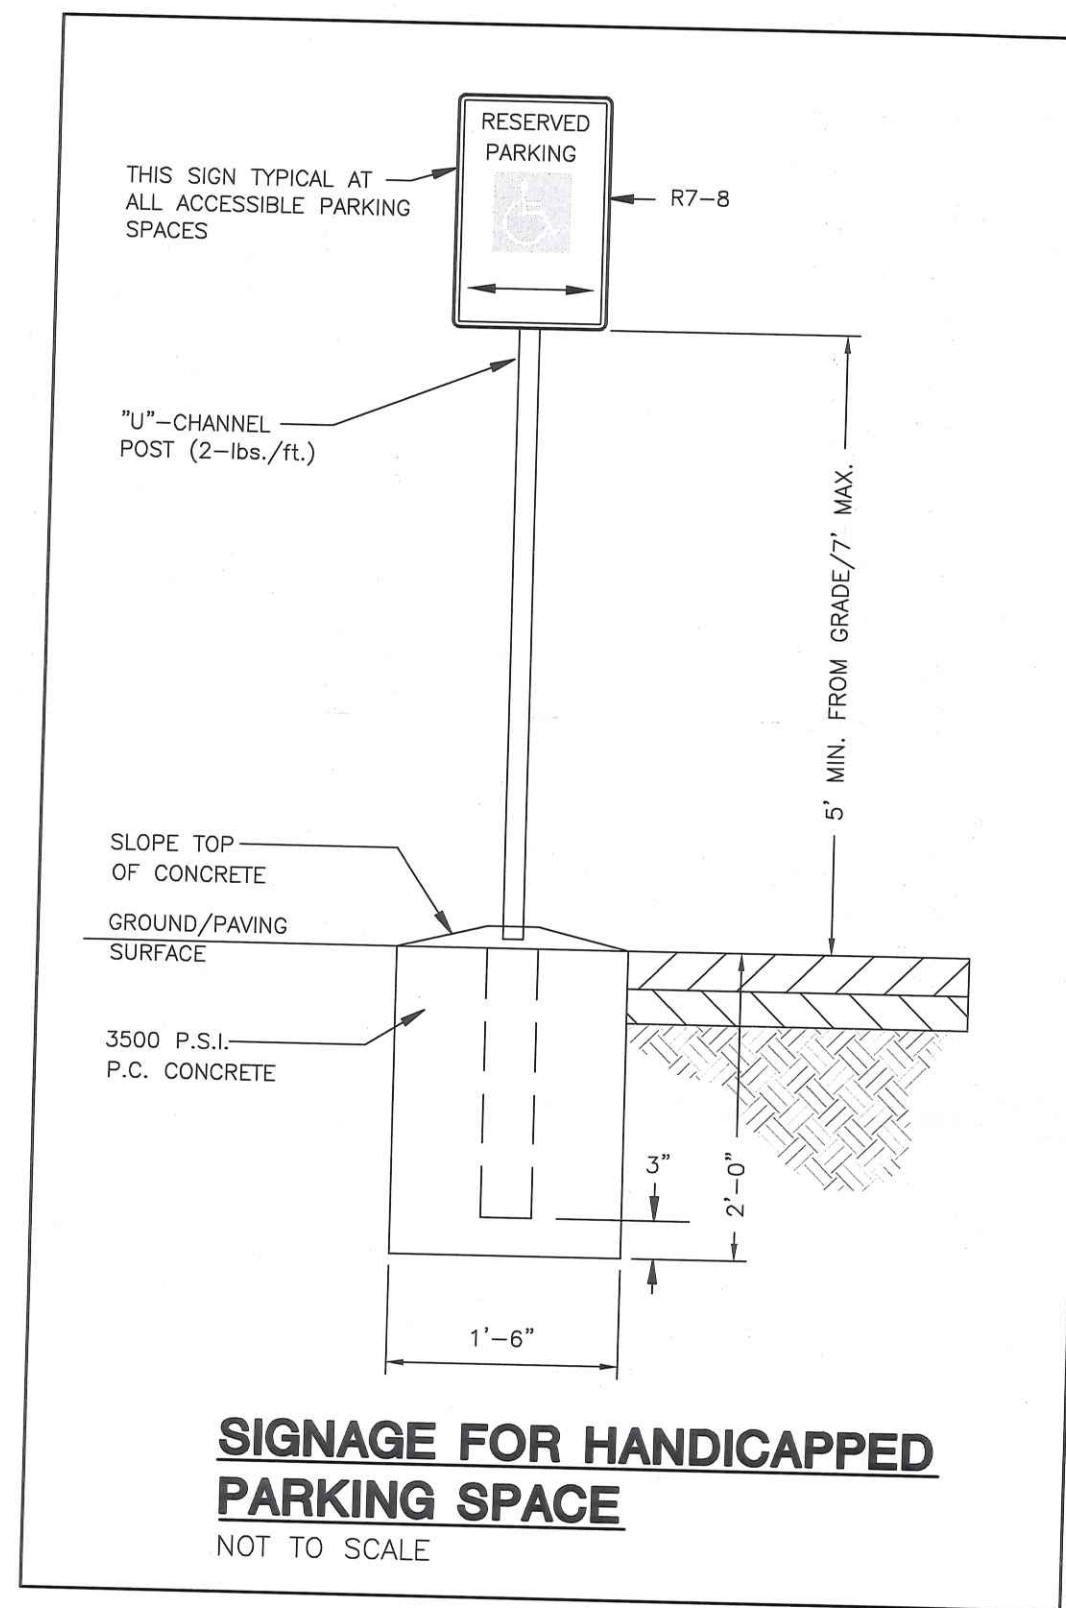 RESERVED
PARKING
THIS SIGN TYPICAL AT
ALL ACCESSIBLE PARKING
SPACES
R7-8
"U"-CHANNEL
POST (2-lbs./ft.)
5' MIN. FROM GRADE/7' MAX.
SLOPE TOP
OF CONCRETE
GROUND/PAVING
SURFACE
3500 P.S.I.
P.C. CONCRETE
3"
2'-0"
1'-6"
SIGNAGE FOR HANDICAPPED
PARKING SPACE
NOT TO SCALE